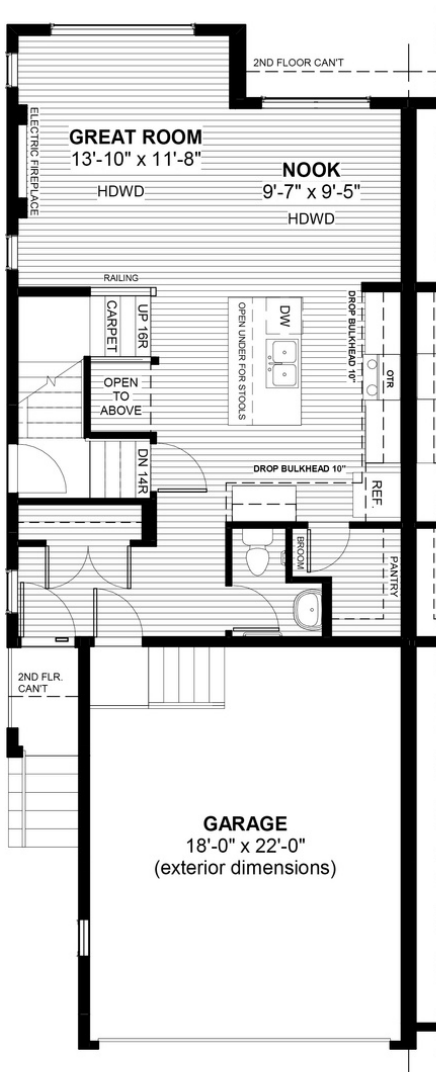 2ND FLOOR CAN'T
GREAT ROOM
13'-10" x 11'-8"
HDWD
ELECTRIC FIREPLACE
NOOK
9'-7" x 9'-5"
HDWD
RAILING
UP 16R
CARPET
OPEN UNDER FOR STOOLS
DW
DROP BULKHEAD 10"
OTR
OPEN
TO
ABOVE
DN 14R
DROP BULKHEAD 10"
REF.
BROOM
PANTRY
2ND FLR.
CAN'T
GARAGE
18'-0" x 22'-0"
(exterior dimensions)